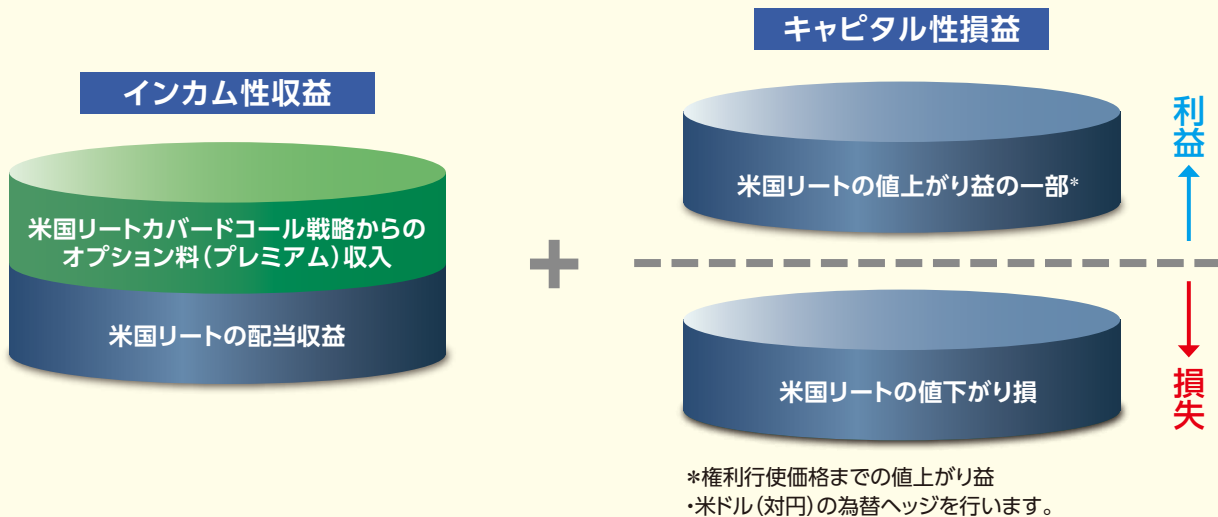 インカム性収益
米国リートカバードコール戦略からの
オプション料(プレミアム)収入
米国リートの配当収益
+
キャピタル性損益
米国リートの値上がり益の一部*
利益
米国リートの値下がり損
損失
*権利行使価格までの値上がり益
・米ドル(対円)の為替ヘッジを行います。